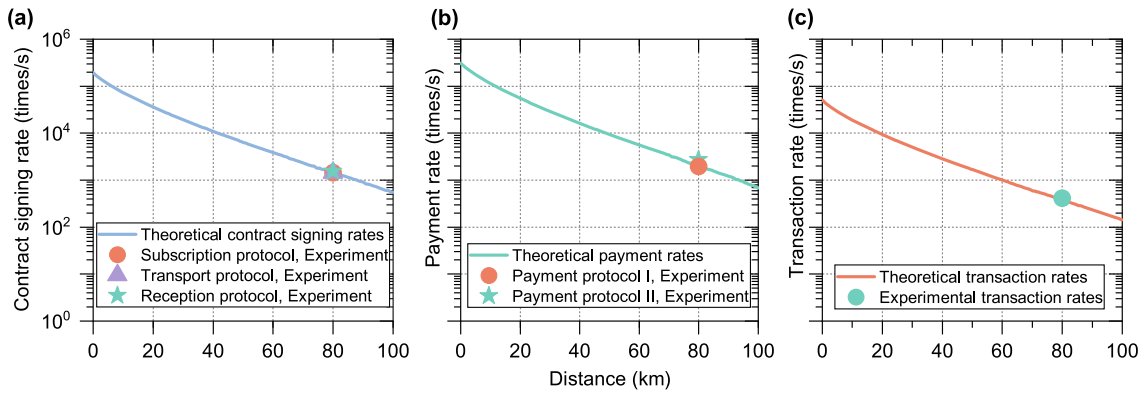 (a)
Contract signing rate (times/s)
10^6
10^4
10^2
10^0
Theoretical contract signing rates
Subscription protocol, Experiment
Transport protocol, Experiment
Reception protocol, Experiment
0 20 40 60 80 100
(b)
Payment rate (times/s)
Theoretical payment rates
Payment protocol I, Experiment
Payment protocol II, Experiment
0 20 40 60 80 100
Distance (km)
(c)
Transaction rate (times/s)
Theoretical transaction rates
Experimental transaction rates
0 20 40 60 80 100